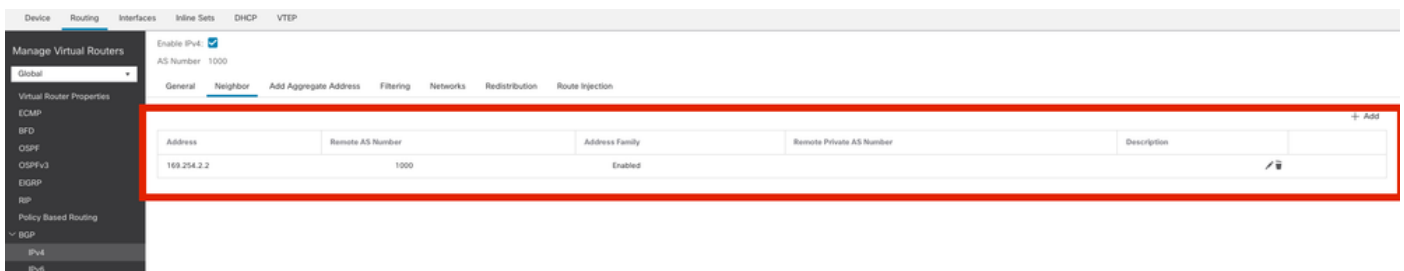 Device Routing Interfaces Inline Sets DHCP VTEP
Manage Virtual Routers
Global
Virtual Router Properties
ECMP
BFD
OSPF
OSPFv3
EIGRP
RIP
Policy Based Routing
BGP
IPv4
IPv6
Enable IPv4:
AS Number 1000
General Neighbor Add Aggregate Address Filtering Networks Redistribution Route Injection
+ Add
Address Remote AS Number Address Family Remote Private AS Number Description
169.254.2.2 1000 Enabled